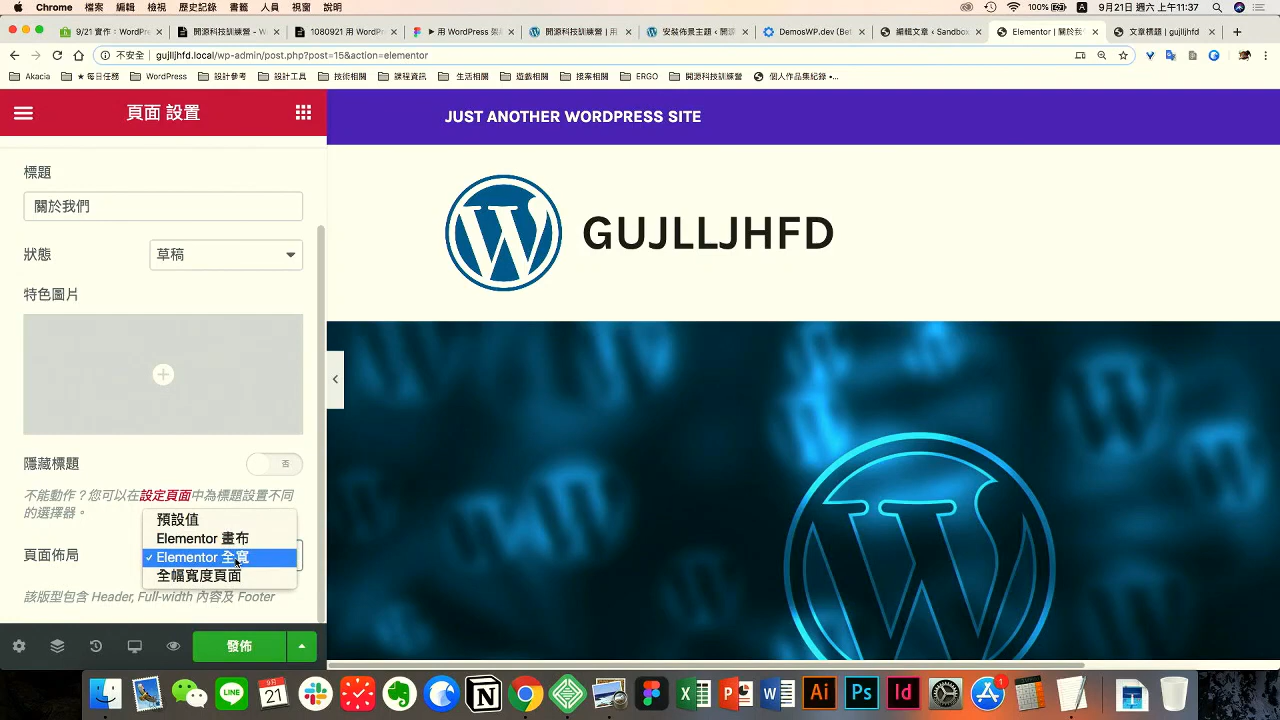 Chrome 檔案 編輯 檢視 歷史記錄 書籤 人員 視窗 說明 100% 9月21日 週六 上午11:37
9/21 實作：WordPr 開源科技訓練營 - W 1080921 用 WordPr ▶ 用 WordPress 架 開源科技訓練營 / 用 安裝佈景主題 ‹ 開源 DemosWP.dev (Bet 編輯文章 ‹ Sandbox Elementor | 關於我們 文章標題 | gujlljhfd
不安全 gujlljhfd.local/wp-admin/post.php?post=15&action=elementor
Akacia ★ 每日任務 WordPress 設計參考 設計工具 技術相關 課程資訊 生活相關 遊戲相關 接案相關 ERGO 開源科技訓練營 個人作品集紀錄 •...
頁面 設置
JUST ANOTHER WORDPRESS SITE
標題
關於我們
GUJLLJHFD
狀態
草稿
特色圖片
隱藏標題
否
不能動作？您可以在設定頁面中為標題設置不同
的選擇器。
預設值
Elementor 畫布
頁面佈局
✓ Elementor 全寬
全幅寬度頁面
該版型包含 Header, Full-width 內容及 Footer
發佈
LINE
SEP
21
Ai
Ps
Id
1